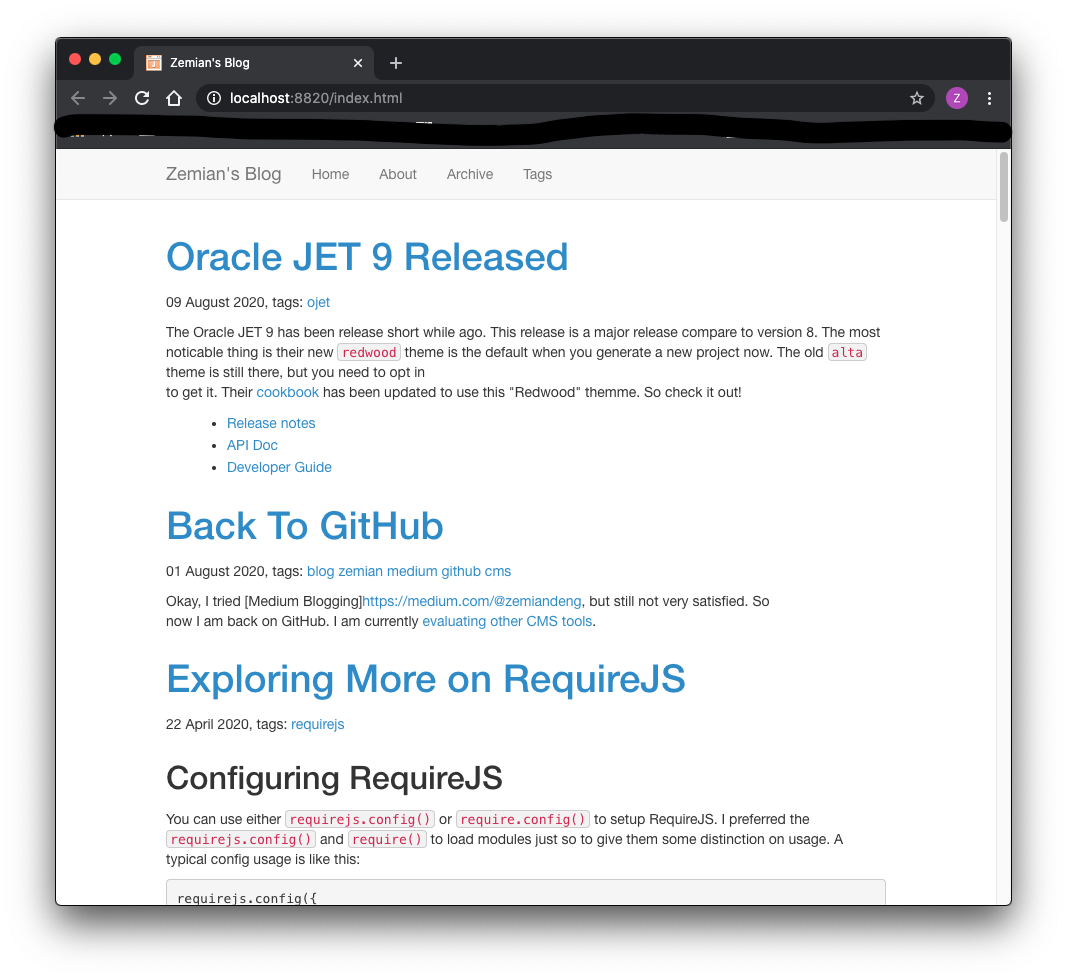 Zemian's Blog
localhost:8820/index.html
Z
Zemian's Blog Home About Archive Tags
Oracle JET 9 Released
09 August 2020, tags: ojet
The Oracle JET 9 has been release short while ago. This release is a major release compare to version 8. The most
noticable thing is their new redwood theme is the default when you generate a new project now. The old alta
theme is still there, but you need to opt in
to get it. Their cookbook has been updated to use this "Redwood" themme. So check it out!
• Release notes
• API Doc
• Developer Guide
Back To GitHub
01 August 2020, tags: blog zemian medium github cms
Okay, I tried [Medium Blogging]https://medium.com/@zemiandeng, but still not very satisfied. So
now I am back on GitHub. I am currently evaluating other CMS tools.
Exploring More on RequireJS
22 April 2020, tags: requirejs
Configuring RequireJS
You can use either requirejs.config() or require.config() to setup RequireJS. I preferred the
requirejs.config() and require() to load modules just so to give them some distinction on usage. A
typical config usage is like this:
requirejs.config({